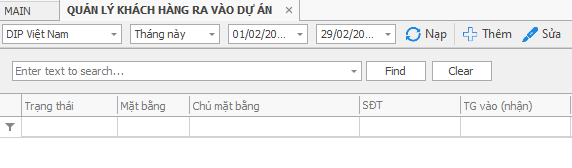 MAIN QUẢN LÝ KHÁCH HÀNG RA VÀO DỰ ÁN
DIP Việt Nam Tháng này 01/02/20... 29/02/20... Nạp Thêm Sửa
Enter text to search... Find Clear
Trạng thái Mặt bằng Chủ mặt bằng SĐT TG vào (nhận)